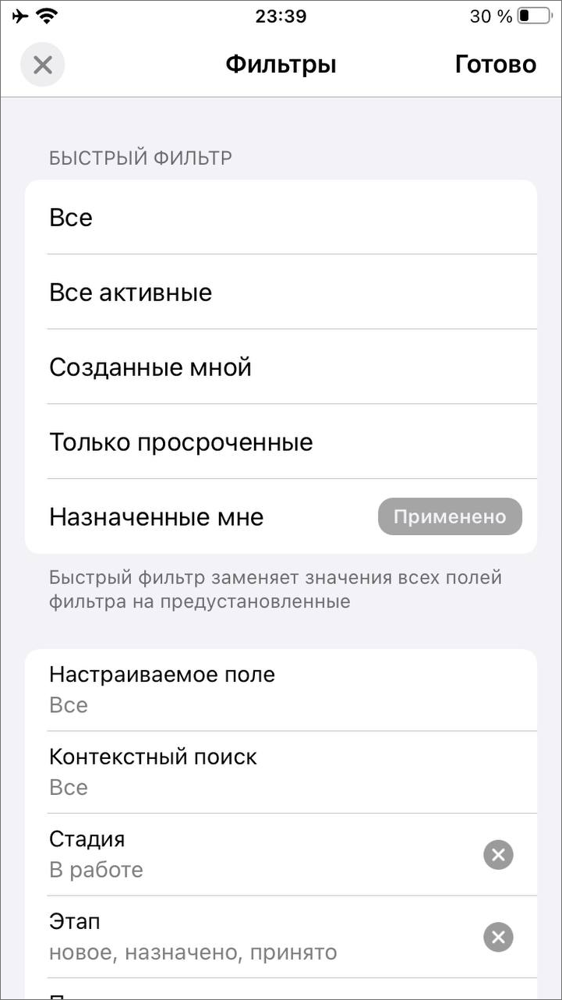 23:39
30 %
Фильтры
Готово
БЫСТРЫЙ ФИЛЬТР
Все
Все активные
Созданные мной
Только просроченные
Назначенные мне
Применено
Быстрый фильтр заменяет значения всех полей
фильтра на предустановленные
Настраиваемое поле
Все
Контекстный поиск
Все
Стадия
В работе
Этап
новое, назначено, принято